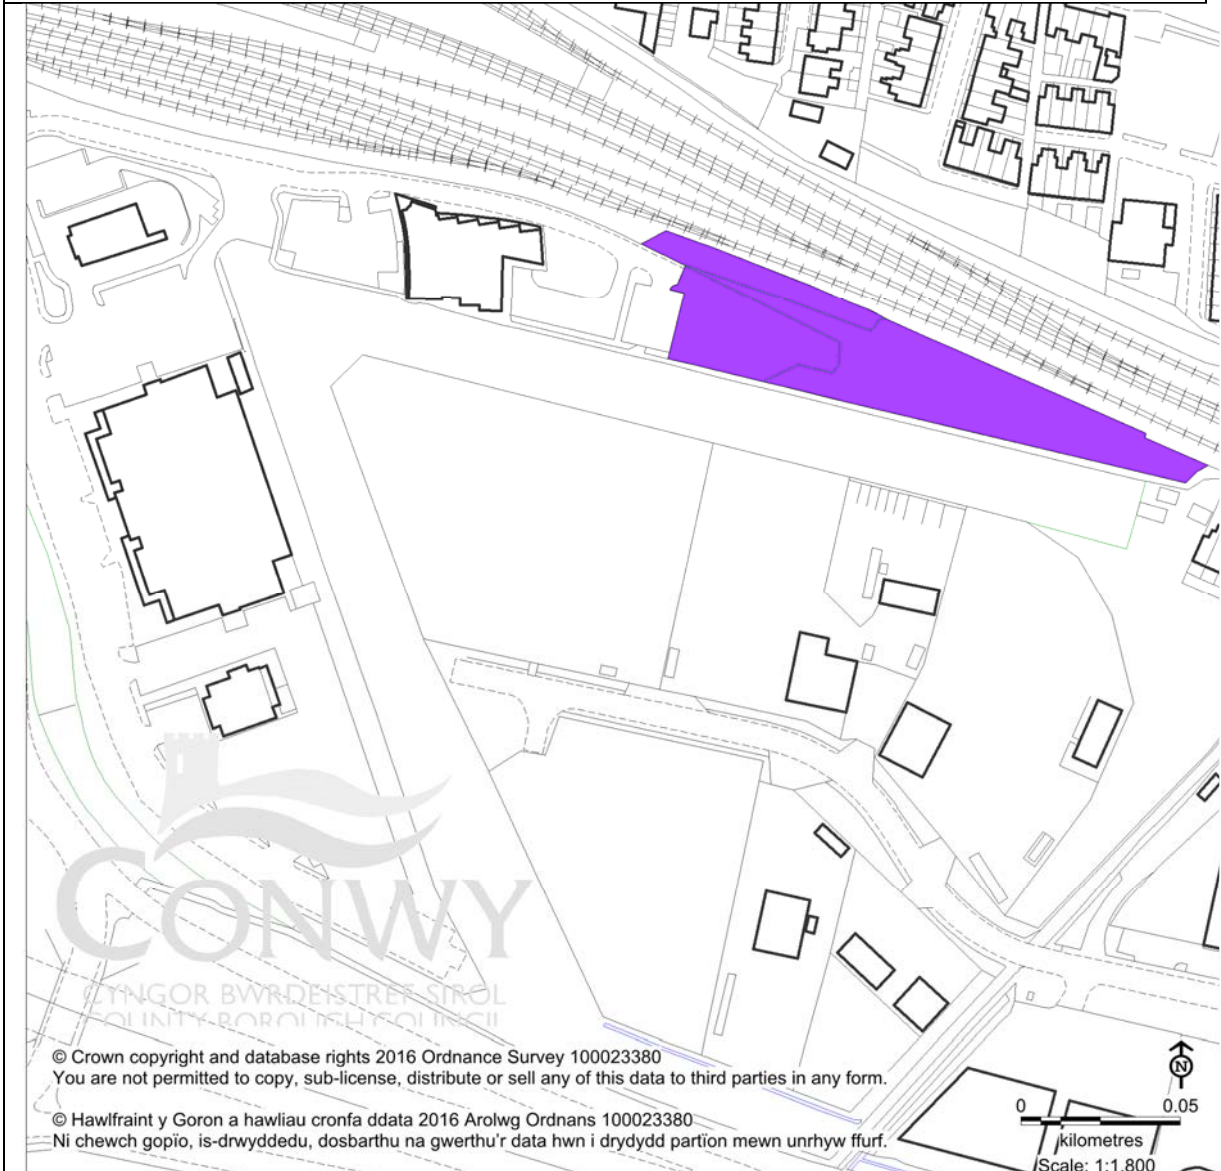 CONWY
CYNGOR BWRDEISTREF SIROL
COUNTY BOROUGH COUNCIL
© Crown copyright and database rights 2016 Ordnance Survey 100023380
You are not permitted to copy, sub-license, distribute or sell any of this data to third parties in any form.
© Hawlfraint y Goron a hawliau cronfa ddata 2016 Arolwg Ordnans 100023380
Ni chewch gopïo, is-drwyddedu, dosbarthu na gwerthu'r data hwn i drydydd partïon mewn unrhyw ffurf.
N
0 0.05
kilometres
Scale: 1:1,800